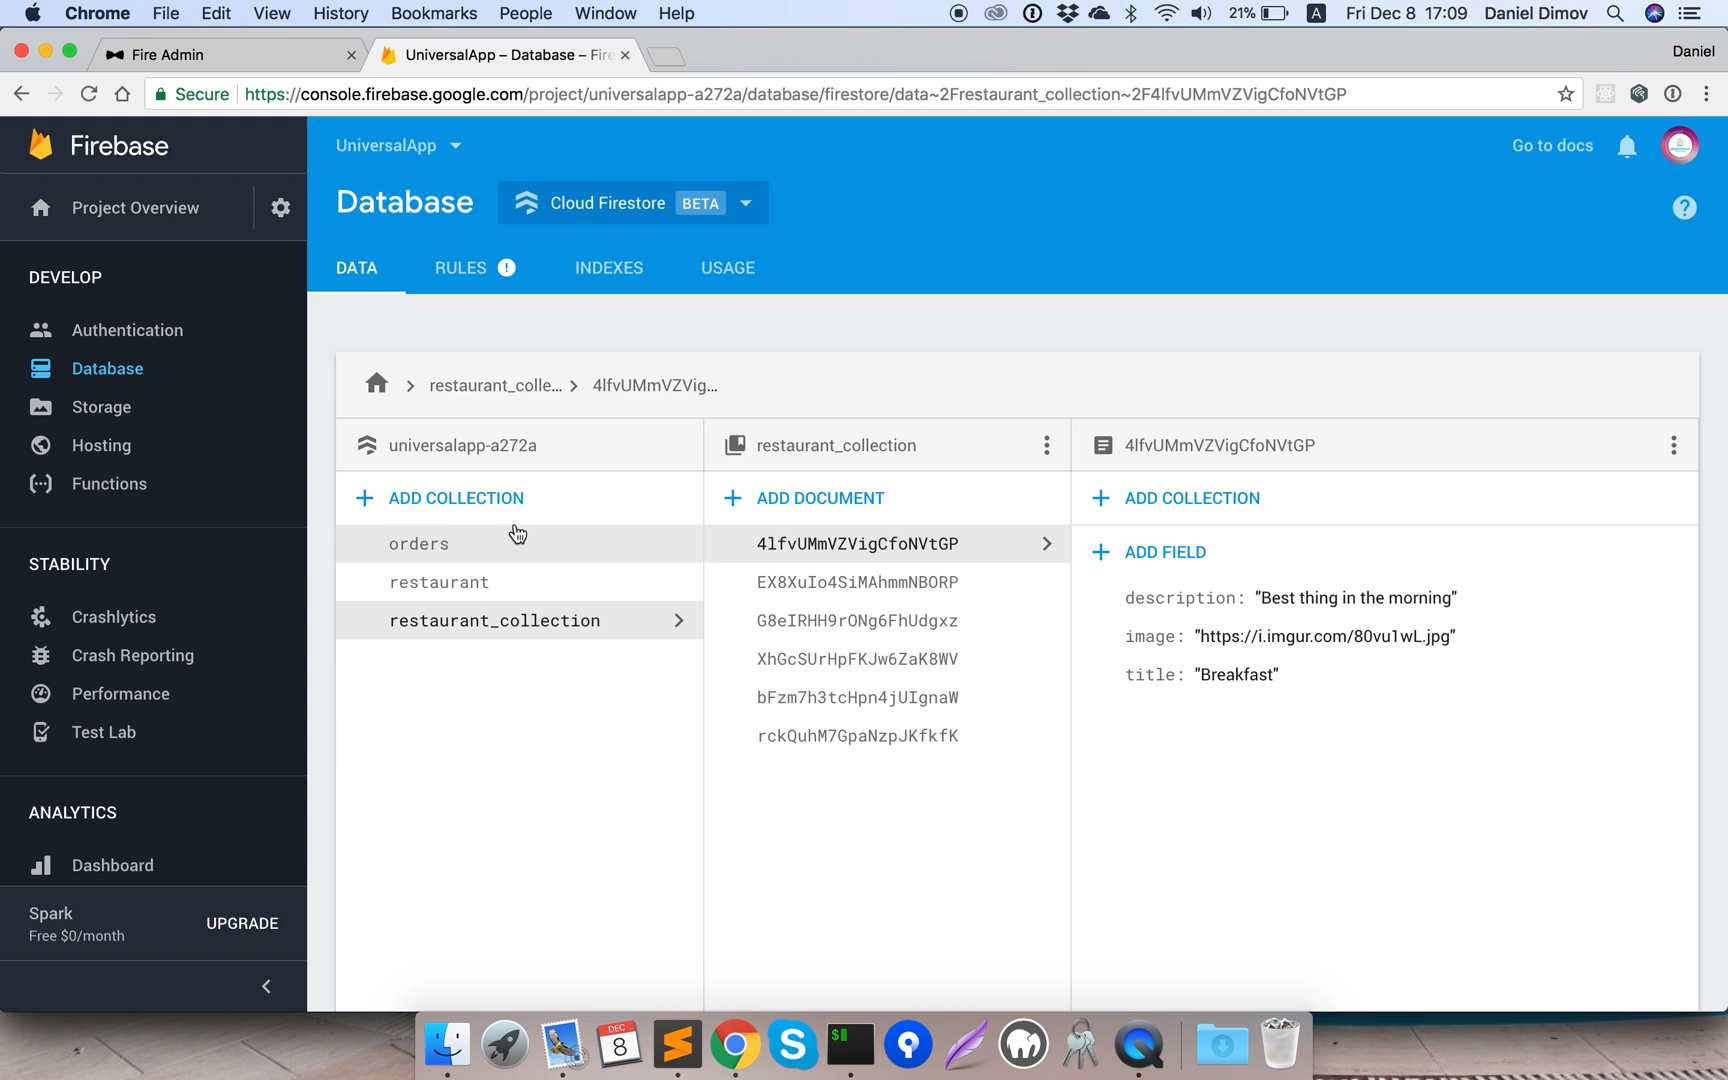 Chrome File Edit View History Bookmarks People Window Help 21% A Fri Dec 8 17:09 Daniel Dimov
Fire Admin UniversalApp – Database – Fire Daniel
Secure https://console.firebase.google.com/project/universalapp-a272a/database/firestore/data~2Frestaurant_collection~2F4lfvUMmVZVigCfoNVtGP
Firebase UniversalApp Go to docs
Project Overview Database Cloud Firestore BETA
DATA RULES INDEXES USAGE
DEVELOP
Authentication
Database
Storage
Hosting
Functions
STABILITY
Crashlytics
Crash Reporting
Performance
Test Lab
ANALYTICS
Dashboard
Spark
Free $0/month
UPGRADE
restaurant_colle... 4lfvUMmVZVig...
universalapp-a272a restaurant_collection 4lfvUMmVZVigCfoNVtGP
ADD COLLECTION
orders
restaurant
restaurant_collection
ADD DOCUMENT
4lfvUMmVZVigCfoNVtGP
EX8XuIo4SiMAhmmNBORP
G8eIRHH9rONg6FhUdgxz
XhGcSUrHpFKJw6ZaK8WV
bFzm7h3tcHpn4jUIgnaW
rckQuhM7GpaNzpJKfkfK
ADD COLLECTION
ADD FIELD
description: "Best thing in the morning"
image: "https://i.imgur.com/80vu1wL.jpg"
title: "Breakfast"
DEC
8
$